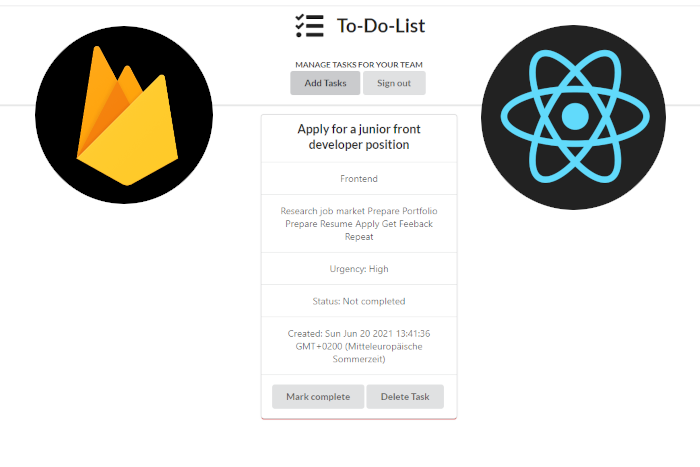 To-Do-List
MANAGE TASKS FOR YOUR TEAM
Add Tasks
Sign out
Apply for a junior front
developer position
Frontend
Research job market Prepare Portfolio
Prepare Resume Apply Get Feeback
Repeat
Urgency: High
Status: Not completed
Created: Sun Jun 20 2021 13:41:36
GMT+0200 (Mitteleuropäische
Sommerzeit)
Mark complete
Delete Task